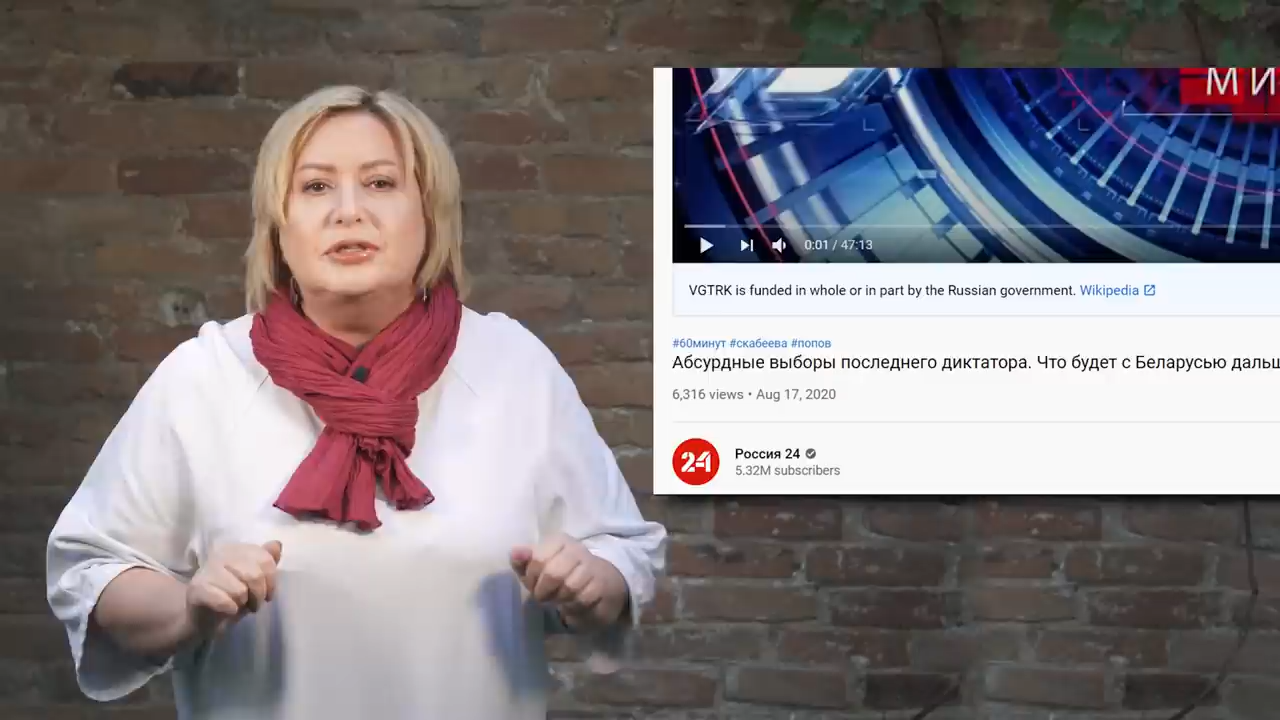 МИ
0:01 / 47:13
VGTRK is funded in whole or in part by the Russian government. Wikipedia
#60минут #скабеева #попов
Абсурдные выборы последнего диктатора. Что будет с Беларусью дальш
6,316 views • Aug 17, 2020
24
Россия 24
5.32M subscribers